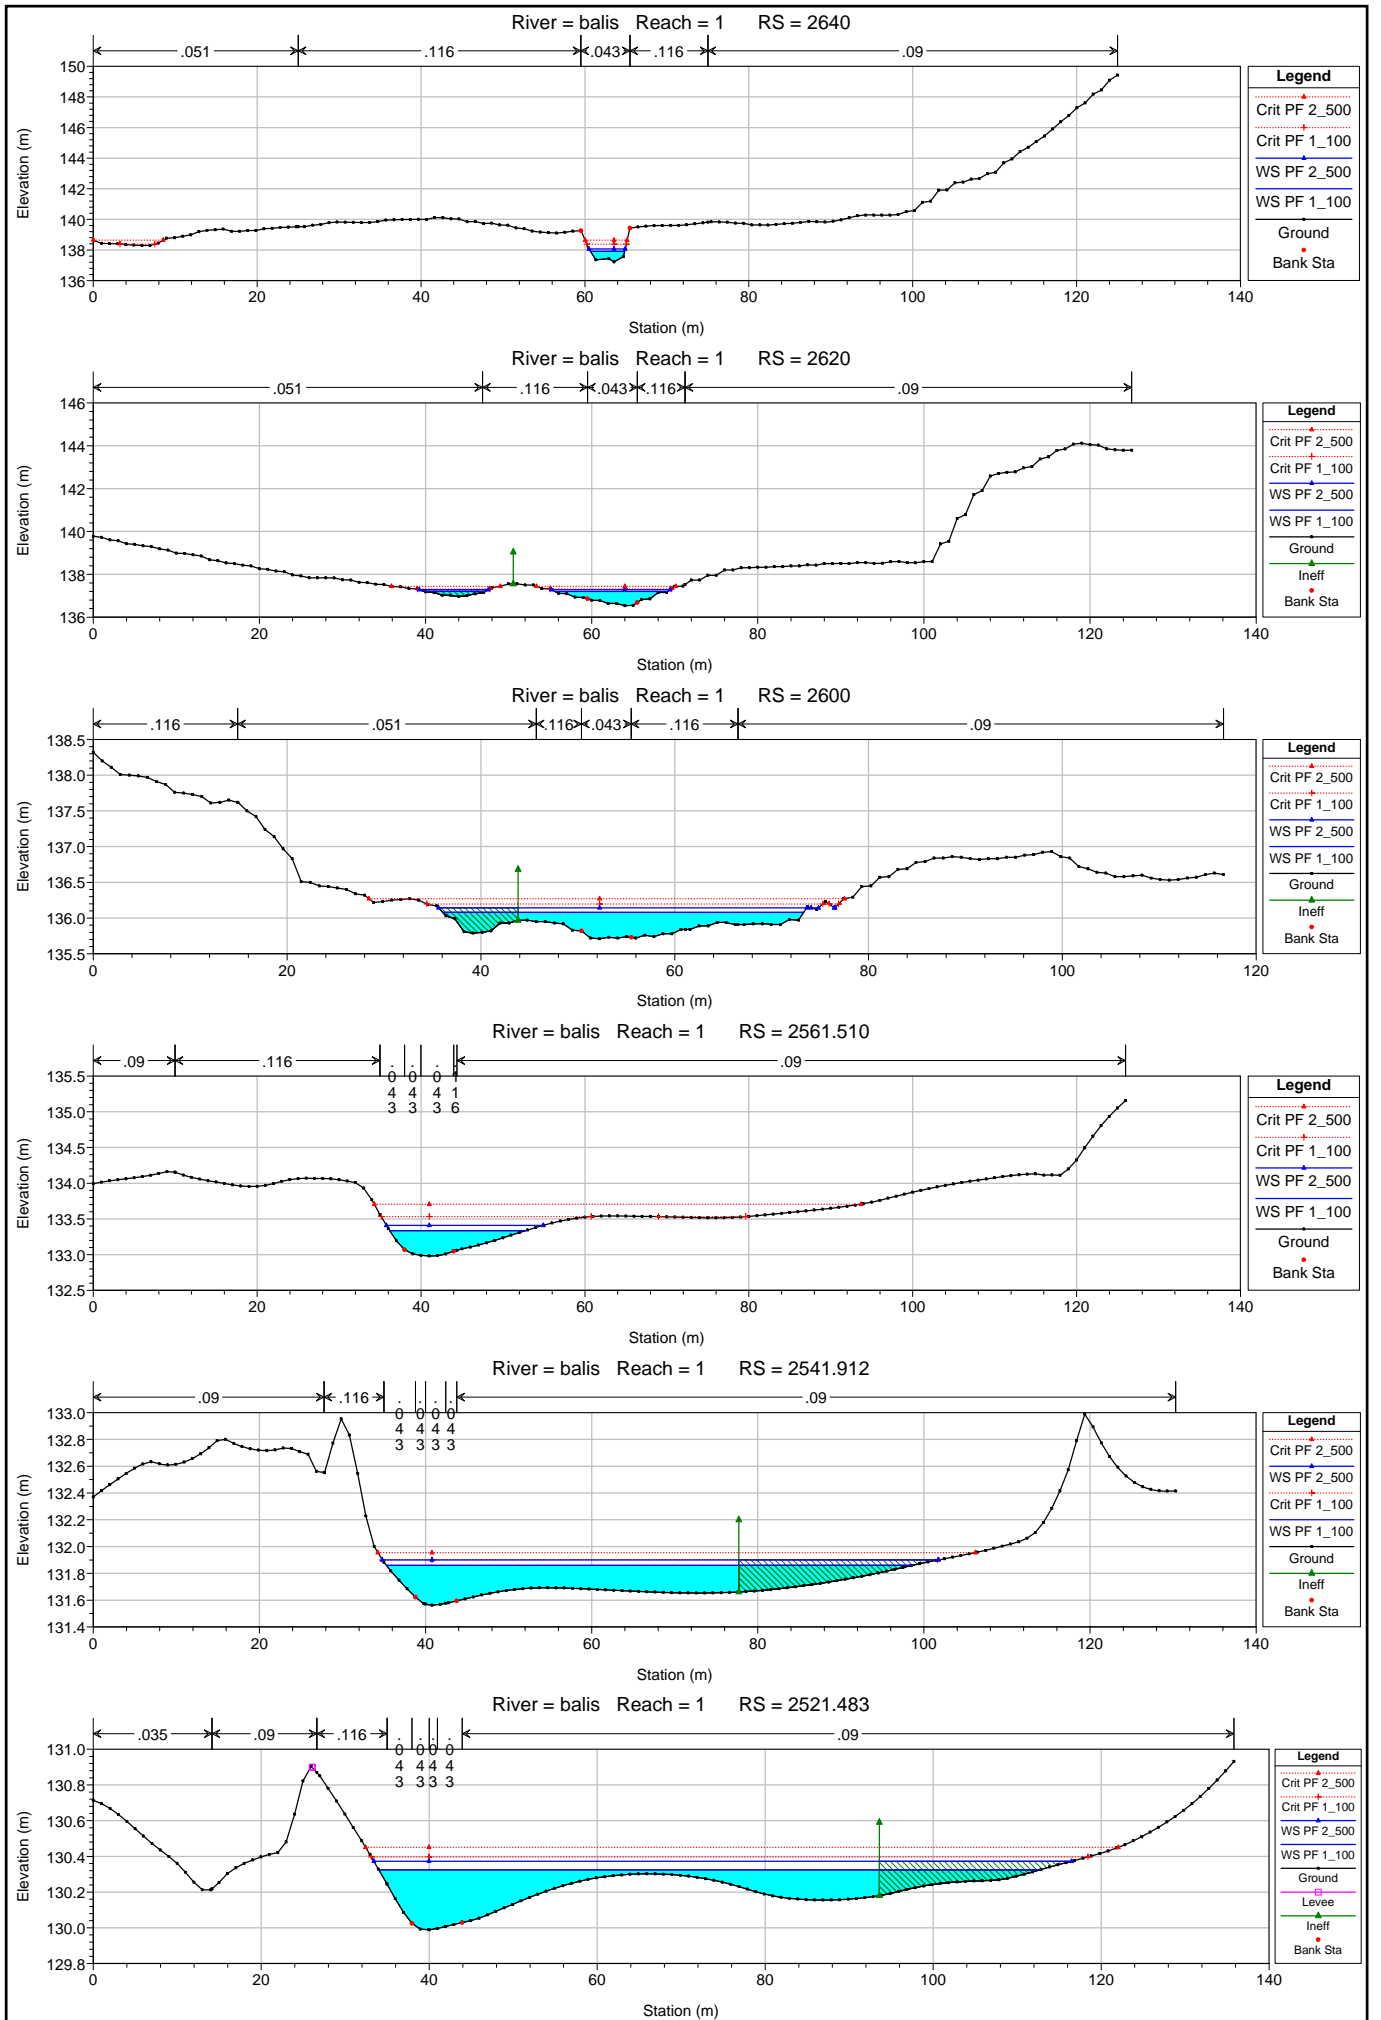 River = balis Reach = 1 RS = 2640
.051 .116 .043 .116 .09
150
148
146
144
142
140
138
136
Elevation (m)
0 20 40 60 80 100 120 140
Station (m)
Legend
Crit PF 2_500
Crit PF 1_100
WS PF 2_500
WS PF 1_100
Ground
Bank Sta
River = balis Reach = 1 RS = 2620
.051 .116 .043 .116 .09
146
144
142
140
138
136
Elevation (m)
0 20 40 60 80 100 120 140
Station (m)
Legend
Crit PF 2_500
Crit PF 1_100
WS PF 2_500
WS PF 1_100
Ground
Ineff
Bank Sta
River = balis Reach = 1 RS = 2600
.116 .051 .116 .043 .116 .09
138.5
138.0
137.5
137.0
136.5
136.0
135.5
Elevation (m)
0 20 40 60 80 100 120
Station (m)
Legend
Crit PF 2_500
Crit PF 1_100
WS PF 2_500
WS PF 1_100
Ground
Ineff
Bank Sta
River = balis Reach = 1 RS = 2561.510
.09 .116 .043 .043 .043 .116 .09
135.5
135.0
134.5
134.0
133.5
133.0
132.5
Elevation (m)
0 20 40 60 80 100 120 140
Station (m)
Legend
Crit PF 2_500
Crit PF 1_100
WS PF 2_500
WS PF 1_100
Ground
Bank Sta
River = balis Reach = 1 RS = 2541.912
.09 .116 .043 .043 .043 .043 .09
133.0
132.8
132.6
132.4
132.2
132.0
131.8
131.6
131.4
Elevation (m)
0 20 40 60 80 100 120 140
Station (m)
Legend
Crit PF 2_500
WS PF 2_500
Crit PF 1_100
WS PF 1_100
Ground
Ineff
Bank Sta
River = balis Reach = 1 RS = 2521.483
.035 .09 .116 .043 .043 .043 .043 .09
131.0
130.8
130.6
130.4
130.2
130.0
129.8
Elevation (m)
0 20 40 60 80 100 120 140
Station (m)
Legend
Crit PF 2_500
Crit PF 1_100
WS PF 2_500
WS PF 1_100
Ground
Levee
Ineff
Bank Sta